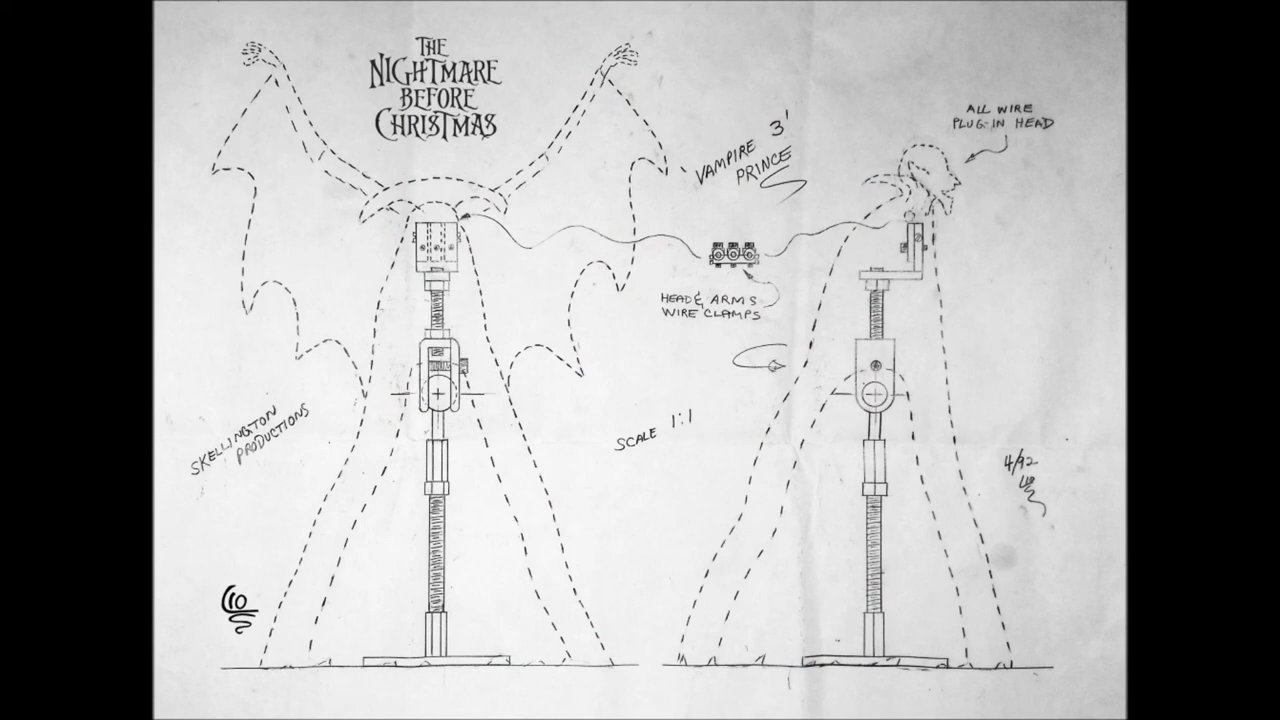 THE
NIGHTMARE
BEFORE
CHRISTMAS
ALL WIRE
PLUG-IN HEAD
VAMPIRE 3'
PRINCE
HEAD & ARMS
WIRE CLAMPS
SKELLINGTON
PRODUCTIONS
SCALE 1:1
4/92